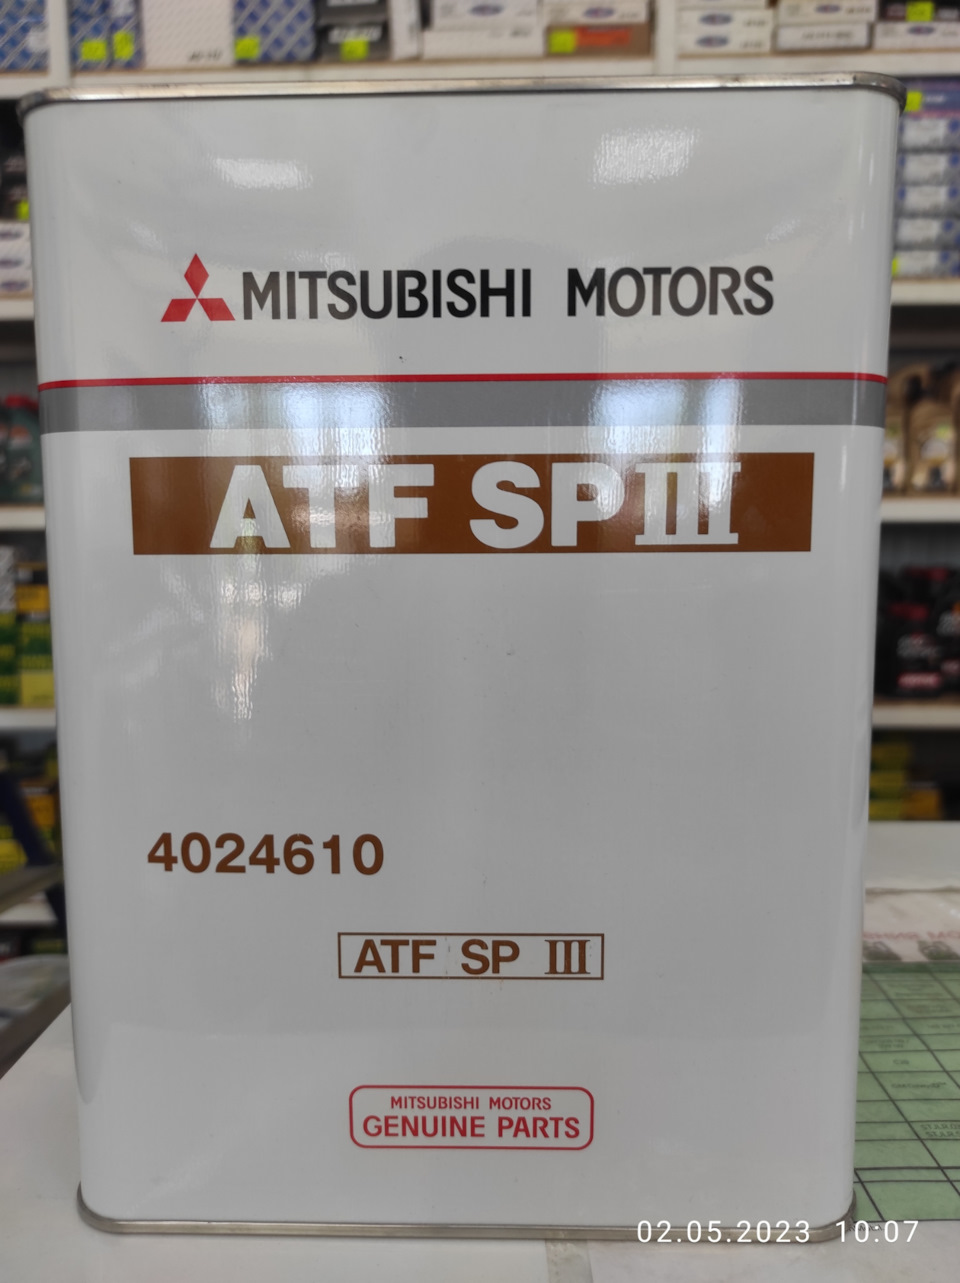 MITSUBISHI MOTORS
ATF SP III
4024610
ATF SP III
MITSUBISHI MOTORS
GENUINE PARTS
02.05.2023 10:07